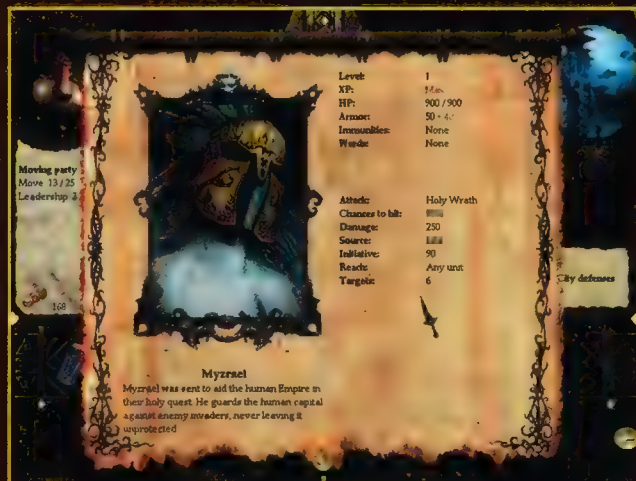 Level: 1
XP:
HP: 900 / 900
Armor: 50 +
Immunities: None
Wards: None
Moving party
Move 13 / 25
Leadership 3
168
Attack: Holy Wrath
Chances to hit:
Damage: 250
Source:
Initiative: 90
Reach: Any unit
Targets: 6
City defenses
Myzrael
Myzrael was sent to aid the human Empire in
their holy quest. He guards the human capital
against enemy invaders, never leaving it
unprotected